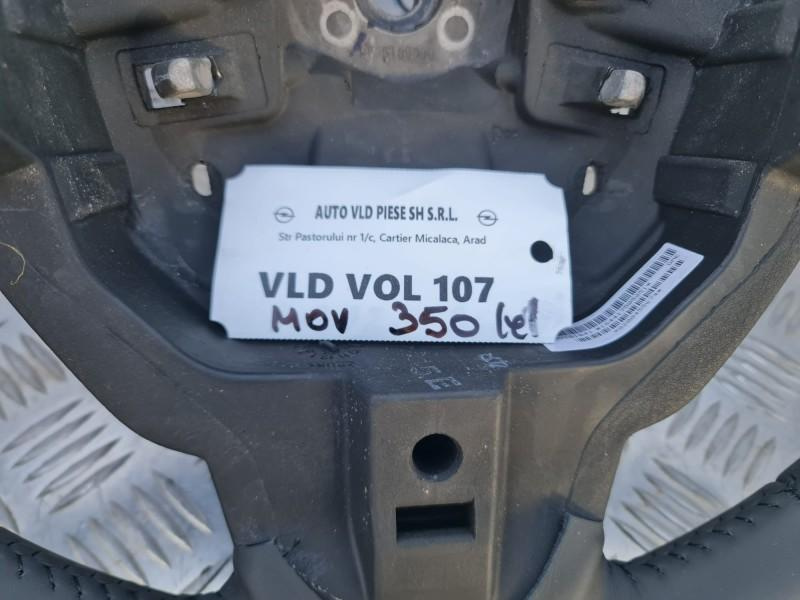 AUTO VLD PIESE SH S.R.L.
Str Pastorului nr 1/c, Cartier Micalaca, Arad
VLD VOL 107
MOV 350 lei